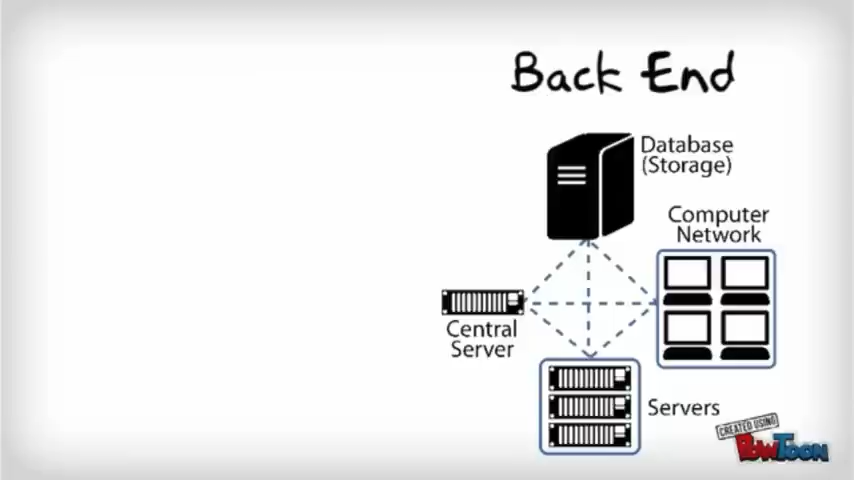 Back End
Database
(Storage)
Computer
Network
Central
Server
Servers
CREATED USING
PowToon